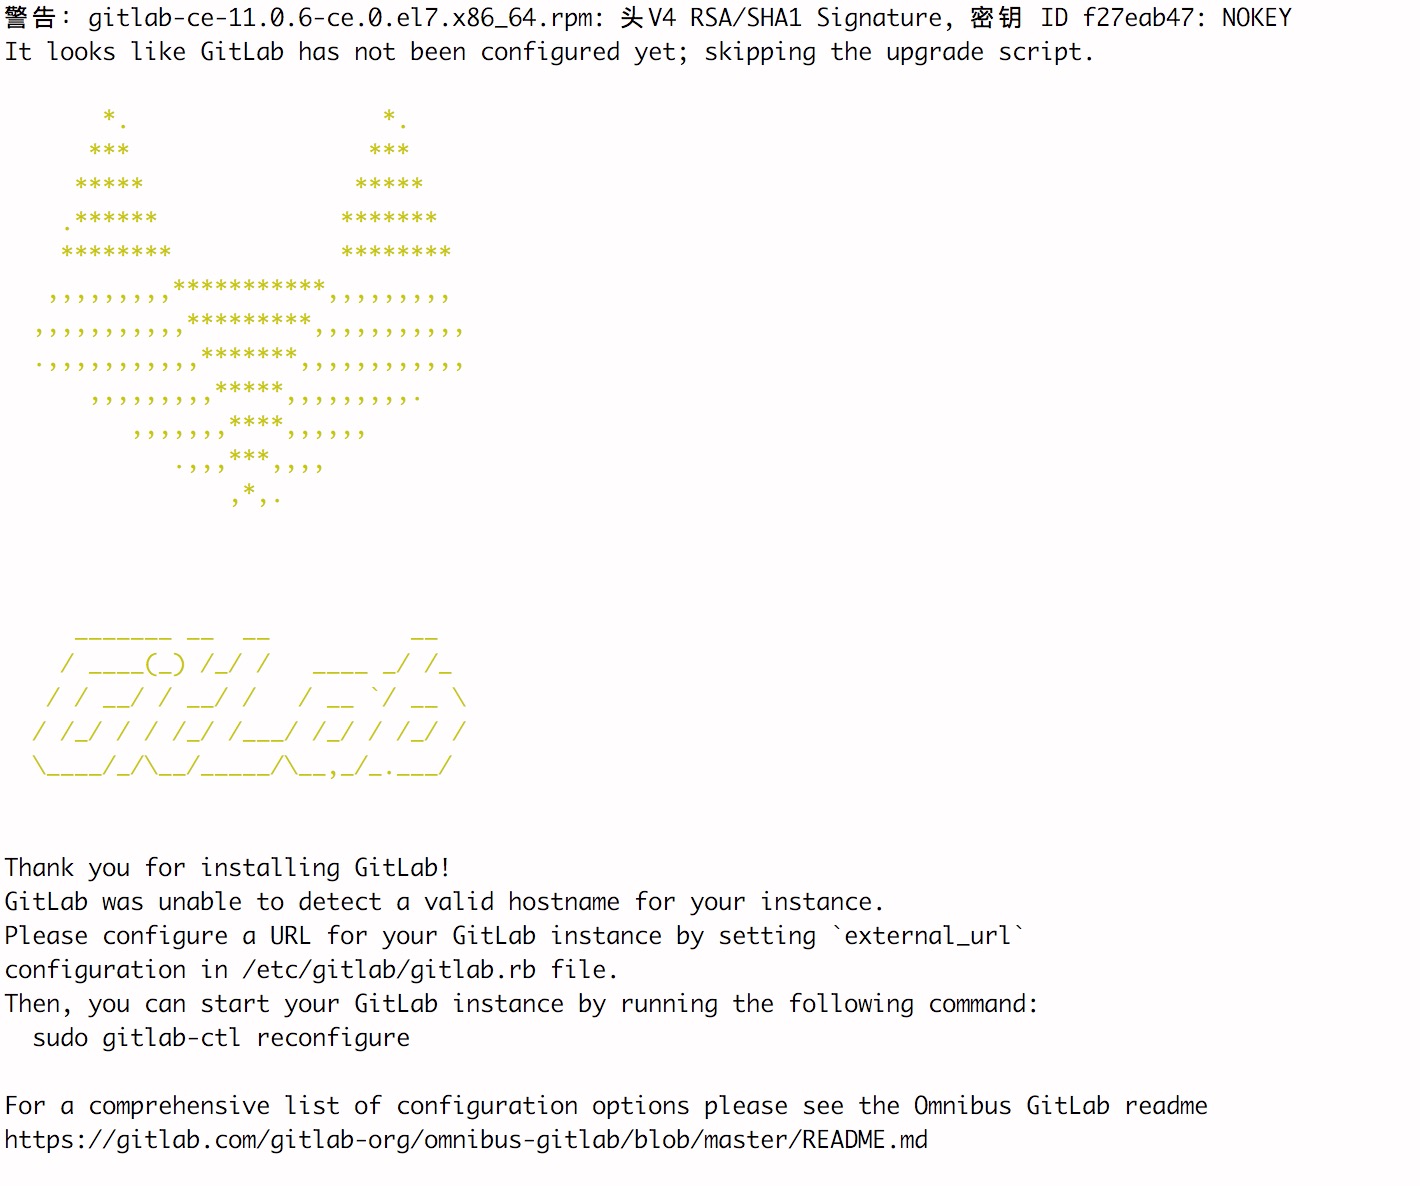 警告: gitlab-ce-11.0.6-ce.0.el7.x86_64.rpm: 头V4 RSA/SHA1 Signature, 密钥 ID f27eab47: NOKEY
It looks like GitLab has not been configured yet; skipping the upgrade script.

       *.                  *.
      ***                 ***
     *****               *****
    .******             *******
    ********            ********
   ,,,,,,,,,***********,,,,,,,,,
  ,,,,,,,,,,,*********,,,,,,,,,,,
  .,,,,,,,,,,,*******,,,,,,,,,,,,
      ,,,,,,,,,*****,,,,,,,,,.
         ,,,,,,,****,,,,,,
            .,,,***,,,,
                ,*,.

     _______ __  __          __
    / ____(_) /_/ /   ____ _/ /_
   / / __/ / __/ /   / __ `/ __ \
  / /_/ / / /_/ /___/ /_/ / /_/ /
  \____/_/\__/_____/\__,_/_.___/

Thank you for installing GitLab!
GitLab was unable to detect a valid hostname for your instance.
Please configure a URL for your GitLab instance by setting `external_url`
configuration in /etc/gitlab/gitlab.rb file.
Then, you can start your GitLab instance by running the following command:
  sudo gitlab-ctl reconfigure

For a comprehensive list of configuration options please see the Omnibus GitLab readme
https://gitlab.com/gitlab-org/omnibus-gitlab/blob/master/README.md